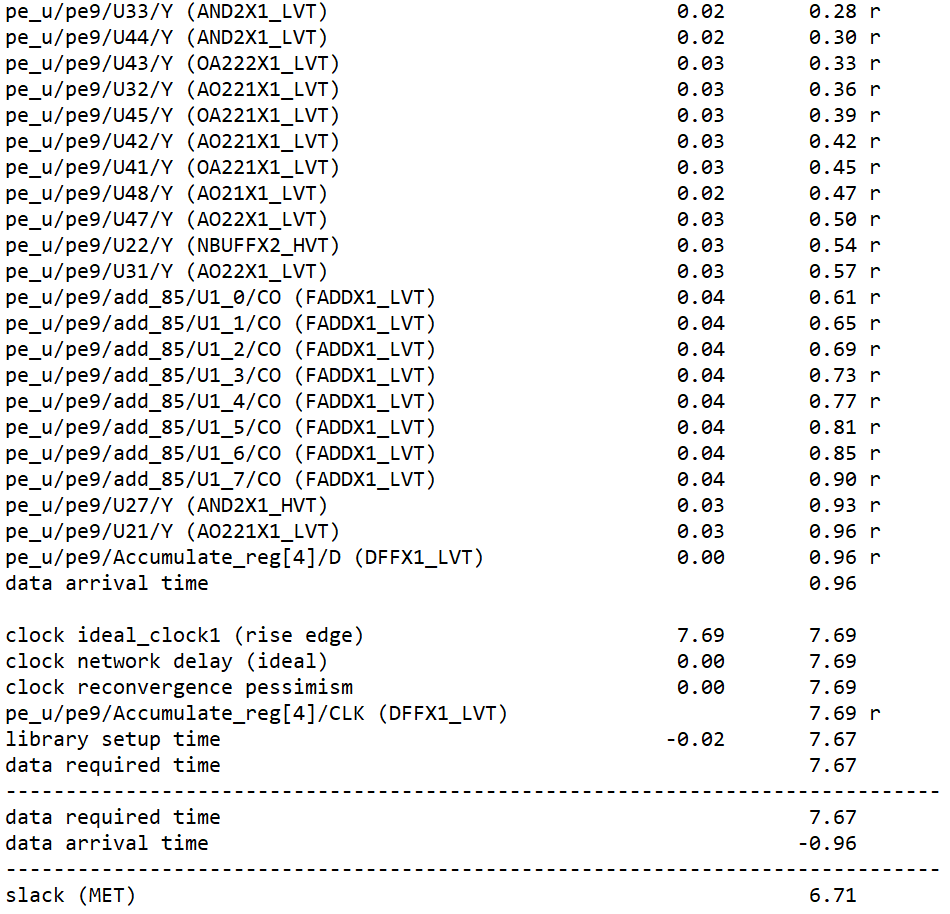 pe_u/pe9/U33/Y (AND2X1_LVT) 0.02 0.28 r
pe_u/pe9/U44/Y (AND2X1_LVT) 0.02 0.30 r
pe_u/pe9/U43/Y (OA222X1_LVT) 0.03 0.33 r
pe_u/pe9/U32/Y (AO221X1_LVT) 0.03 0.36 r
pe_u/pe9/U45/Y (OA221X1_LVT) 0.03 0.39 r
pe_u/pe9/U42/Y (AO221X1_LVT) 0.03 0.42 r
pe_u/pe9/U41/Y (OA221X1_LVT) 0.03 0.45 r
pe_u/pe9/U48/Y (AO21X1_LVT) 0.02 0.47 r
pe_u/pe9/U47/Y (AO22X1_LVT) 0.03 0.50 r
pe_u/pe9/U22/Y (NBUFFX2_HVT) 0.03 0.54 r
pe_u/pe9/U31/Y (AO22X1_LVT) 0.03 0.57 r
pe_u/pe9/add_85/U1_0/CO (FADDX1_LVT) 0.04 0.61 r
pe_u/pe9/add_85/U1_1/CO (FADDX1_LVT) 0.04 0.65 r
pe_u/pe9/add_85/U1_2/CO (FADDX1_LVT) 0.04 0.69 r
pe_u/pe9/add_85/U1_3/CO (FADDX1_LVT) 0.04 0.73 r
pe_u/pe9/add_85/U1_4/CO (FADDX1_LVT) 0.04 0.77 r
pe_u/pe9/add_85/U1_5/CO (FADDX1_LVT) 0.04 0.81 r
pe_u/pe9/add_85/U1_6/CO (FADDX1_LVT) 0.04 0.85 r
pe_u/pe9/add_85/U1_7/CO (FADDX1_LVT) 0.04 0.90 r
pe_u/pe9/U27/Y (AND2X1_HVT) 0.03 0.93 r
pe_u/pe9/U21/Y (AO221X1_LVT) 0.03 0.96 r
pe_u/pe9/Accumulate_reg[4]/D (DFFX1_LVT) 0.00 0.96 r
data arrival time 0.96
clock ideal_clock1 (rise edge) 7.69 7.69
clock network delay (ideal) 0.00 7.69
clock reconvergence pessimism 0.00 7.69
pe_u/pe9/Accumulate_reg[4]/CLK (DFFX1_LVT) 7.69 r
library setup time -0.02 7.67
data required time 7.67
------------------------------------------------------------------------------
data required time 7.67
data arrival time -0.96
------------------------------------------------------------------------------
slack (MET) 6.71